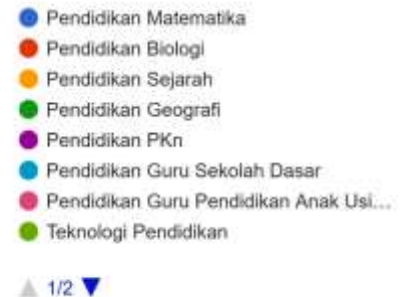 Pendidikan Matematika
Pendidikan Biologi
Pendidikan Sejarah
Pendidikan Geografi
Pendidikan PKn
Pendidikan Guru Sekolah Dasar
Pendidikan Guru Pendidikan Anak Usi...
Teknologi Pendidikan
1/2